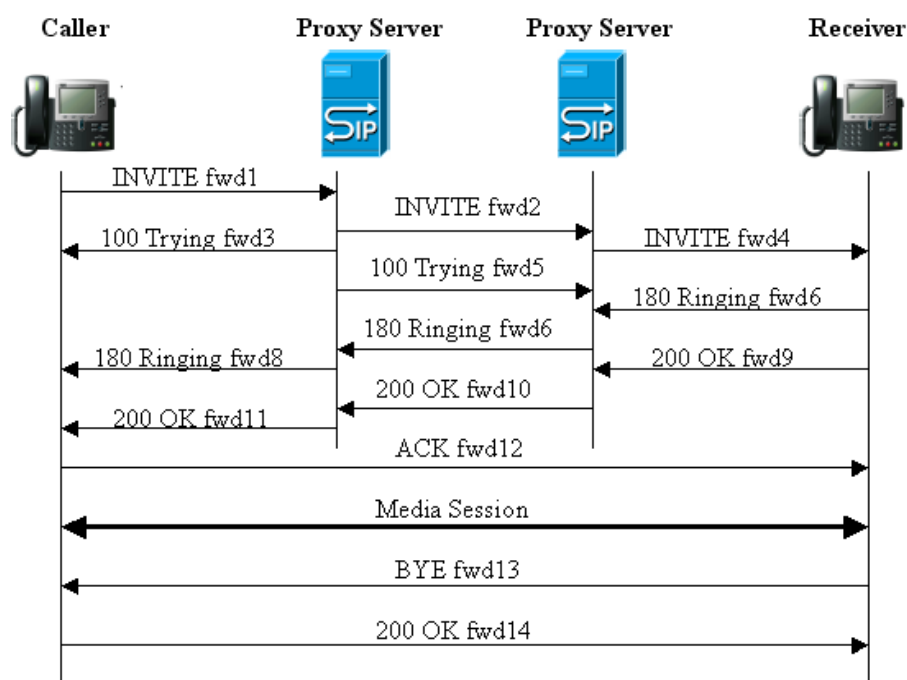 Caller Proxy Server Proxy Server Receiver
SIP SIP
INVITE fwd1
INVITE fwd2
100 Trying fwd3
INVITE fwd4
100 Trying fwd5
180 Ringing fwd6
180 Ringing fwd6
180 Ringing fwd8
200 OK fwd9
200 OK fwd10
200 OK fwd11
ACK fwd12
Media Session
BYE fwd13
200 OK fwd14